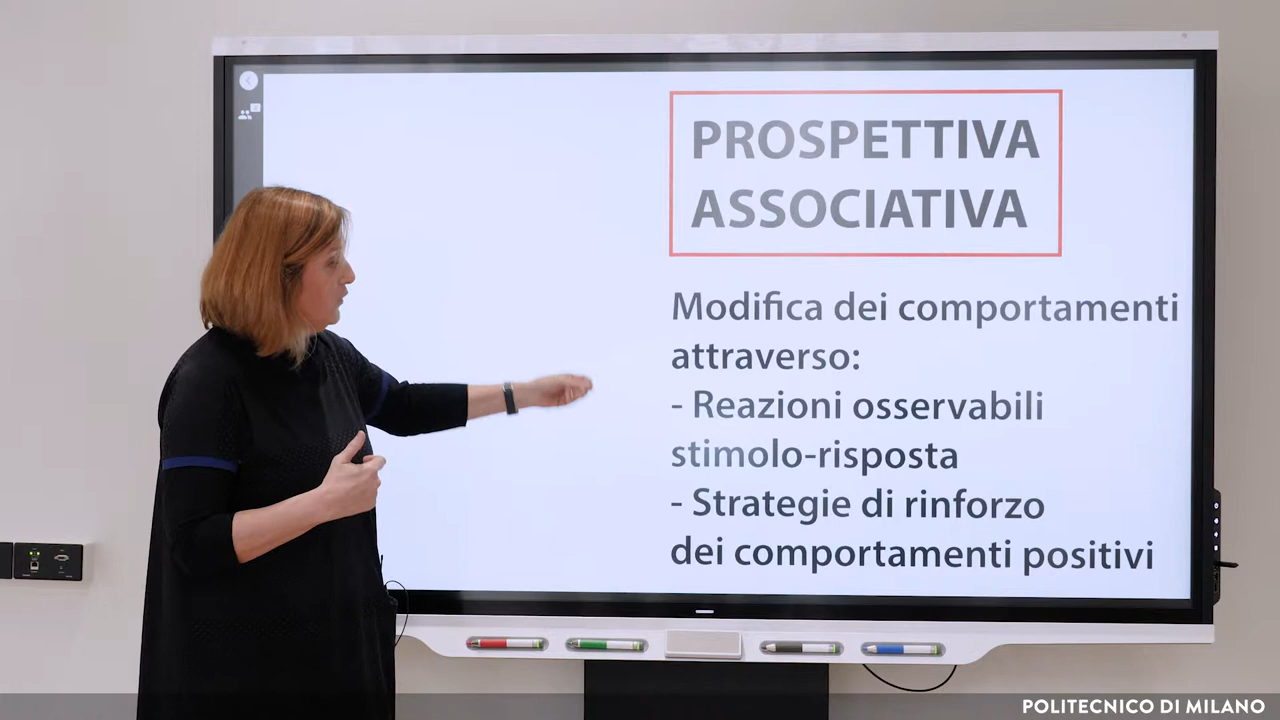 PROSPETTIVA
ASSOCIATIVA
Modifica dei comportamenti
attraverso:
- Reazioni osservabili
stimolo-risposta
- Strategie di rinforzo
dei comportamenti positivi
POLITECNICO DI MILANO